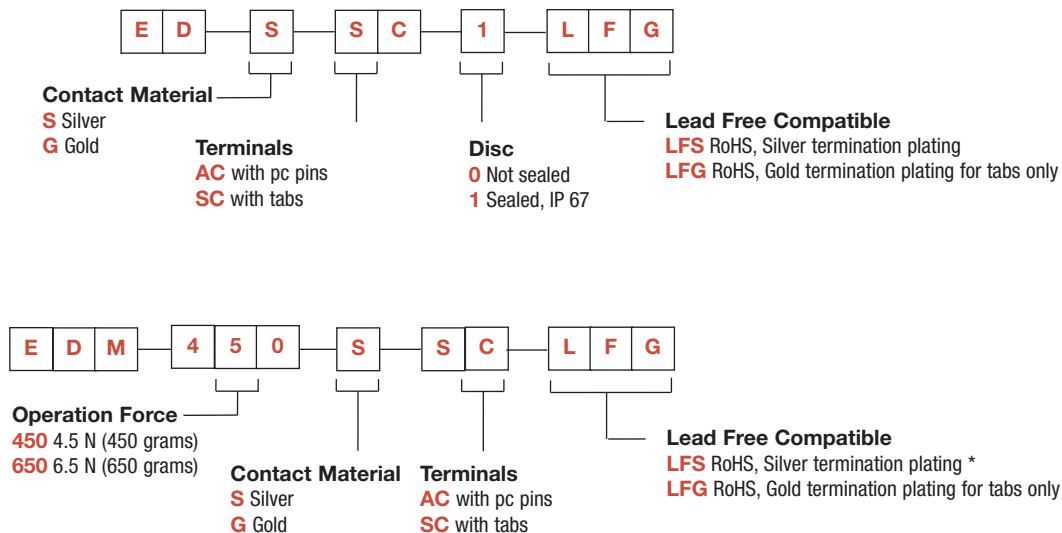 E D S S C 1 L F G
Contact Material
S Silver
G Gold
Terminals
AC with pc pins
SC with tabs
Disc
0 Not sealed
1 Sealed, IP 67
Lead Free Compatible
LFS RoHS, Silver termination plating
LFG RoHS, Gold termination plating for tabs only
E D M 4 5 0 S S C L F G
Operation Force
450 4.5 N (450 grams)
650 6.5 N (650 grams)
Contact Material
S Silver
G Gold
Terminals
AC with pc pins
SC with tabs
Lead Free Compatible
LFS RoHS, Silver termination plating *
LFG RoHS, Gold termination plating for tabs only